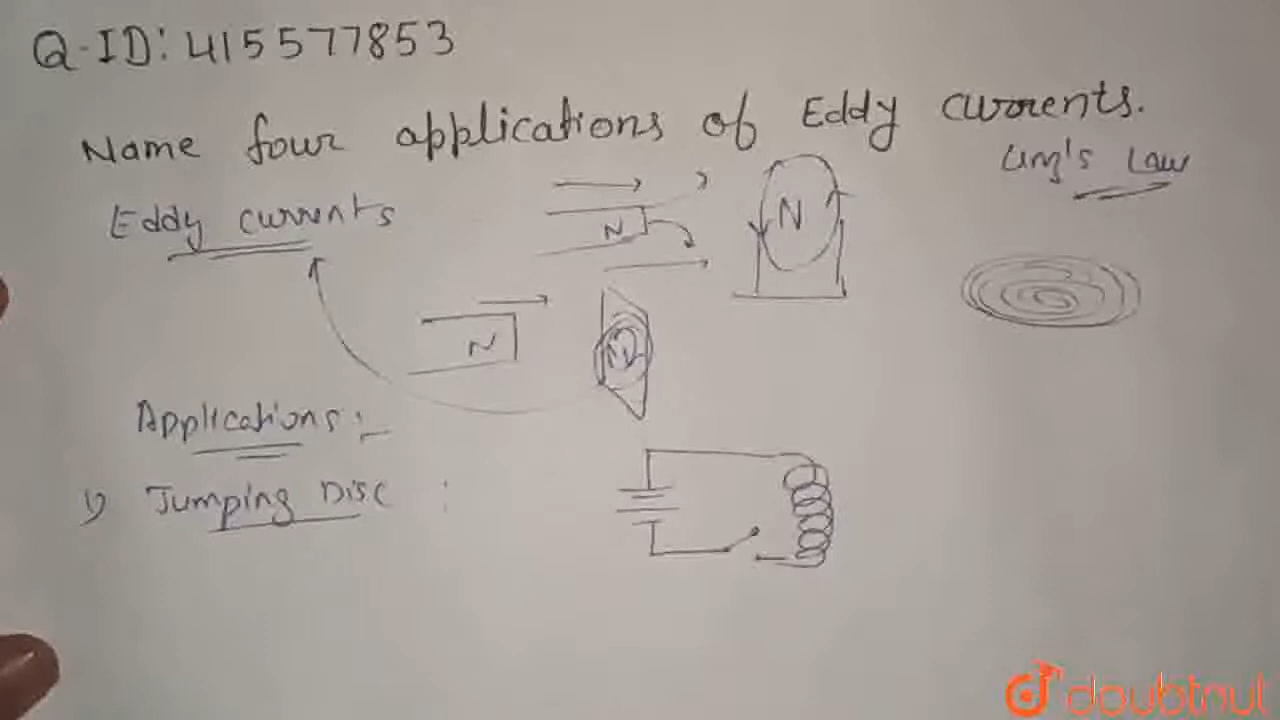 Q-ID: 415577853
Name four applications of Eddy currents.
Lenz's Law
Eddy currents
N
N
N
N
Applications:-
1) Jumping Disc :
doubtnut